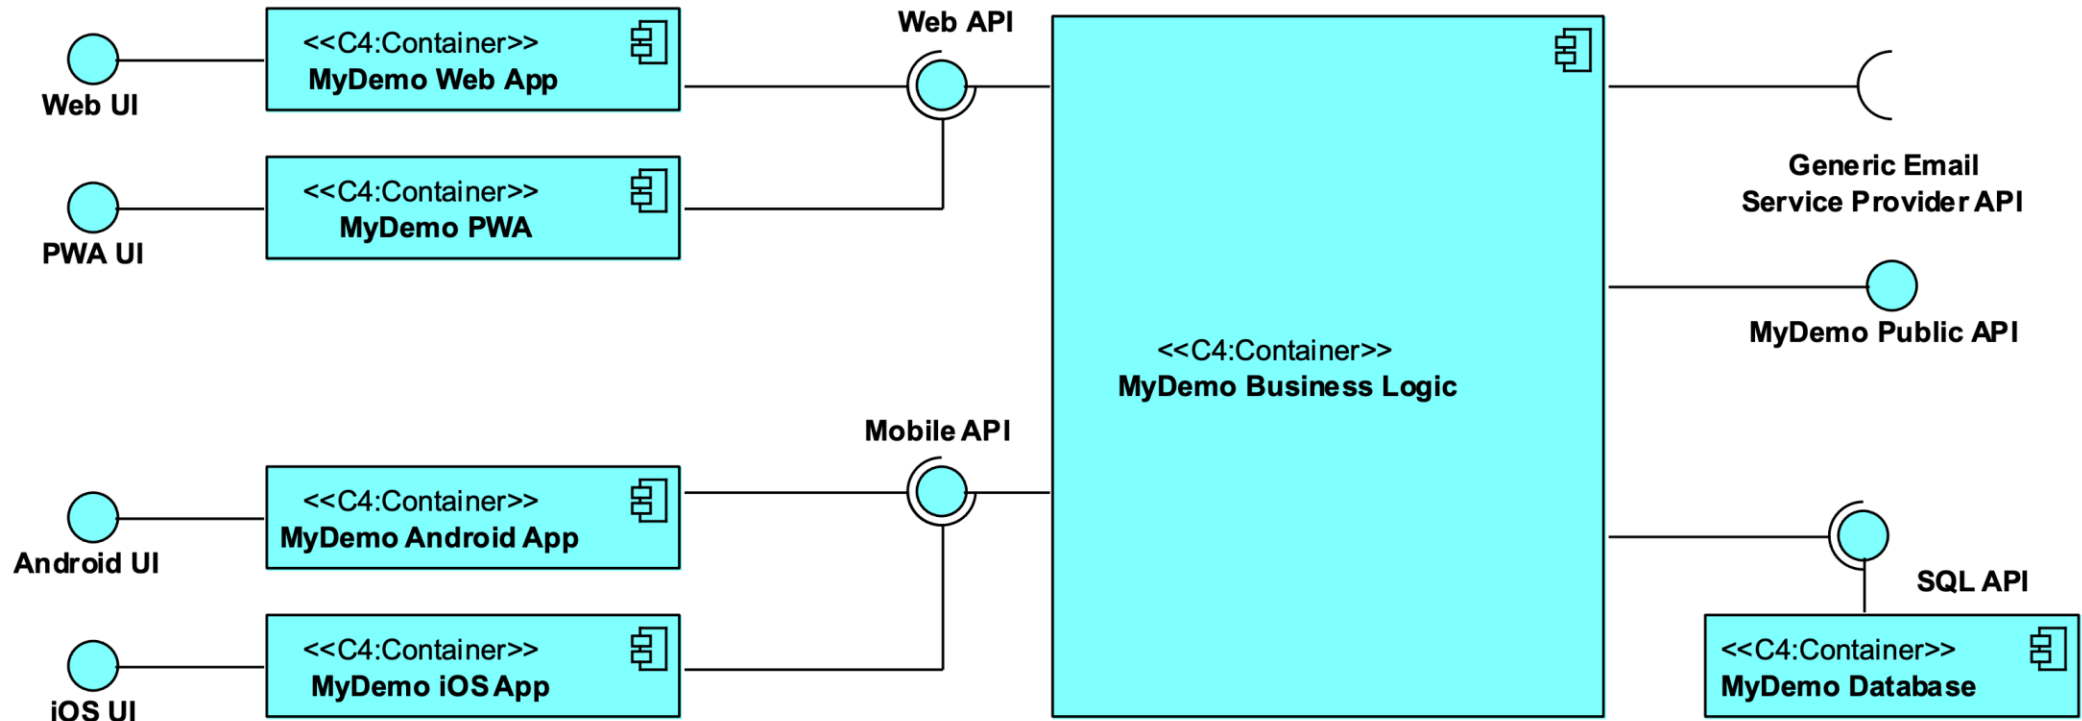 Web API
<<C4:Container>>
MyDemo Web App
Web UI
<<C4:Container>>
MyDemo PWA
PWA UI
Generic Email
Service Provider API
MyDemo Public API
<<C4:Container>>
MyDemo Business Logic
Mobile API
<<C4:Container>>
MyDemo Android App
Android UI
SQL API
<<C4:Container>>
MyDemo iOS App
iOS UI
<<C4:Container>>
MyDemo Database